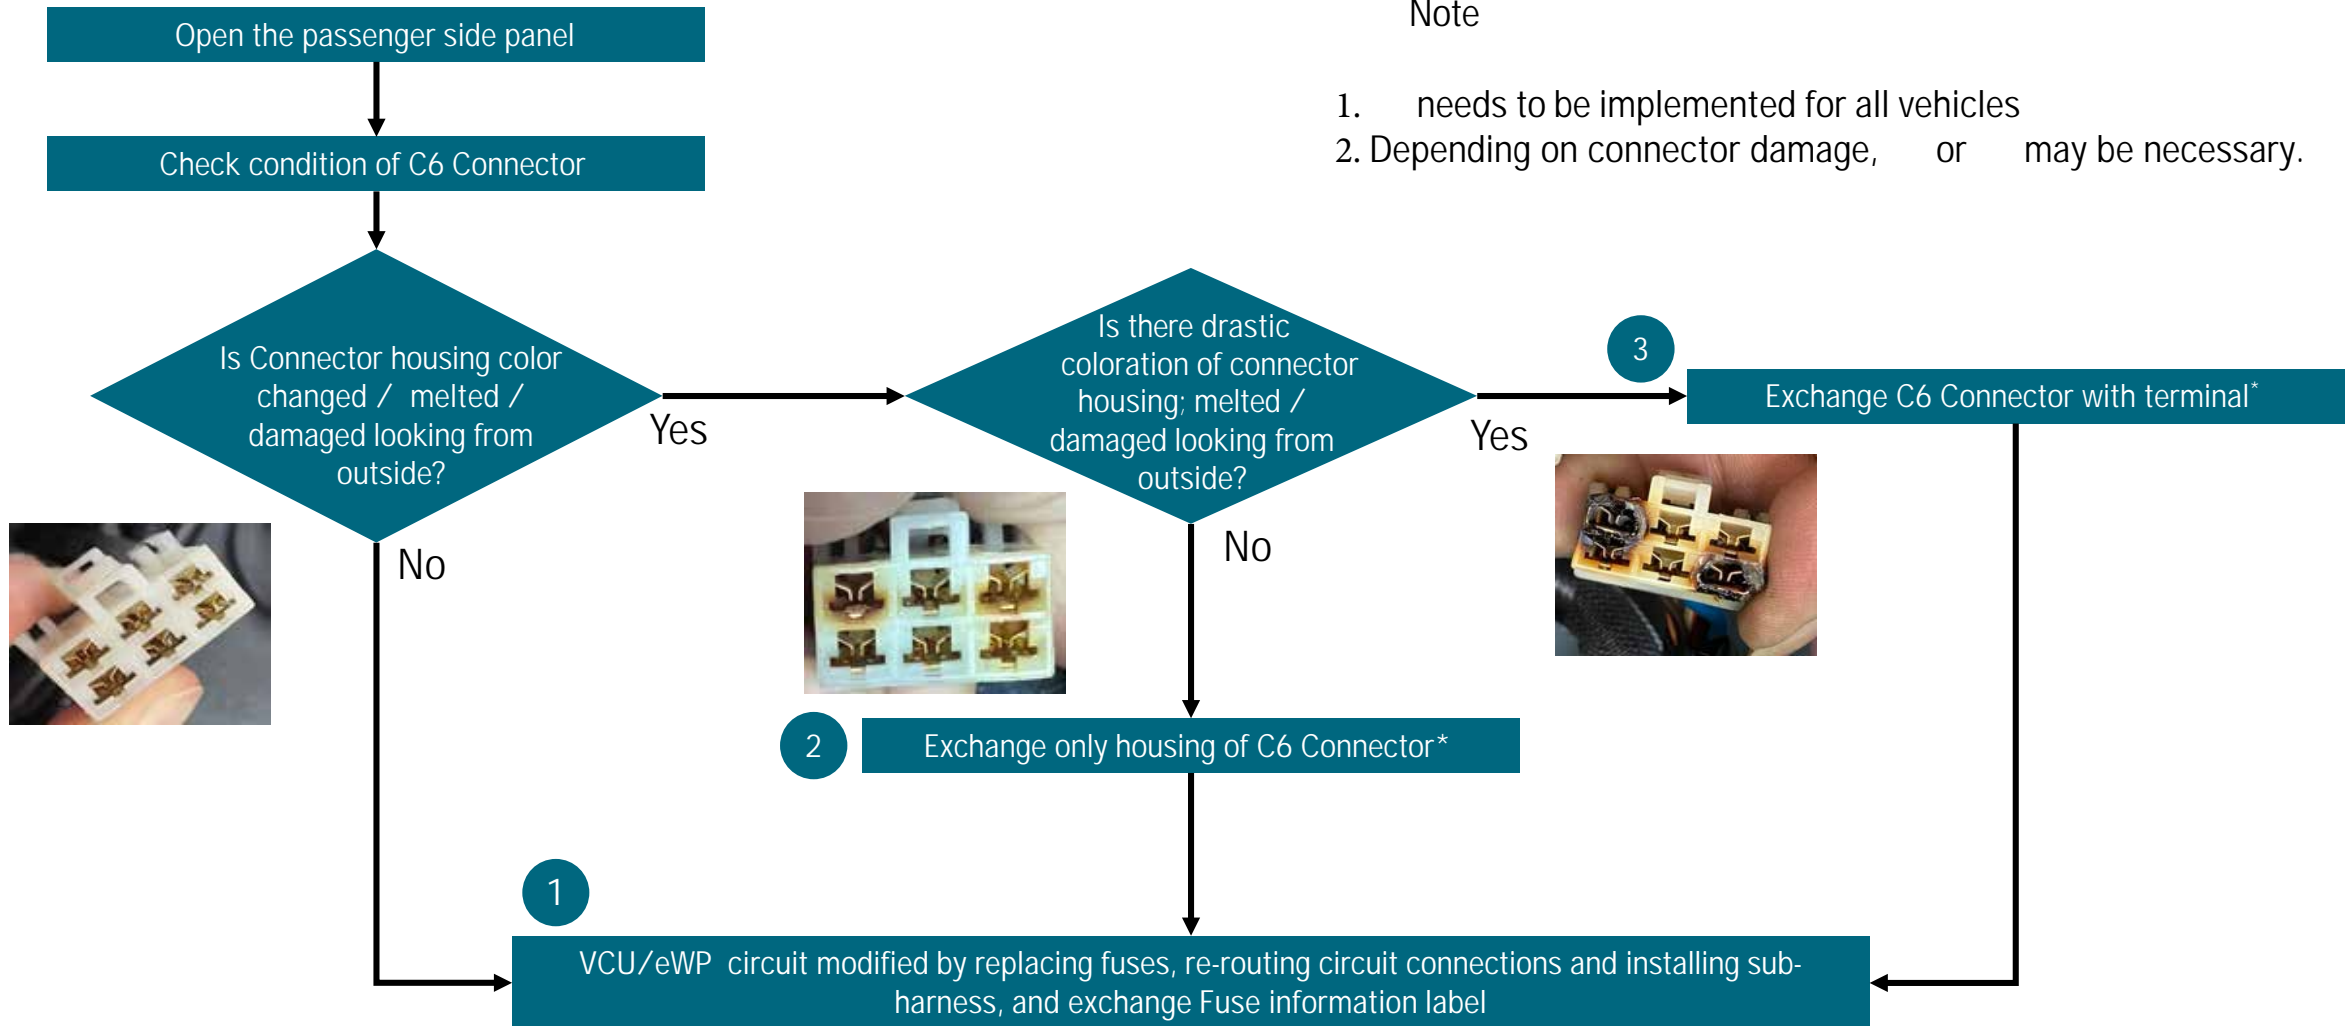 Note
1. needs to be implemented for all vehicles
2. Depending on connector damage, or may be necessary.
Open the passenger side panel
Check condition of C6 Connector
Is Connector housing color
changed / melted /
damaged looking from
outside?
Yes
No
Is there drastic
coloration of connector
housing; melted /
damaged looking from
outside?
Yes
No
3
Exchange C6 Connector with terminal*
2
Exchange only housing of C6 Connector*
1
VCU/eWP circuit modified by replacing fuses, re-routing circuit connections and installing sub-
harness, and exchange Fuse information label